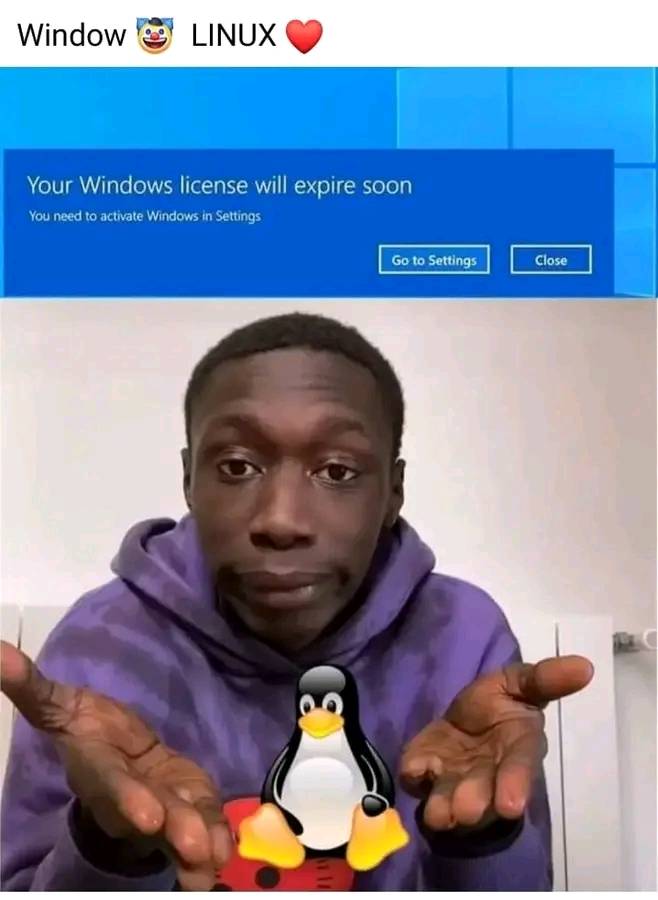 Window 🤡 LINUX ❤️
Your Windows license will expire soon
You need to activate Windows in Settings
Go to Settings
Close